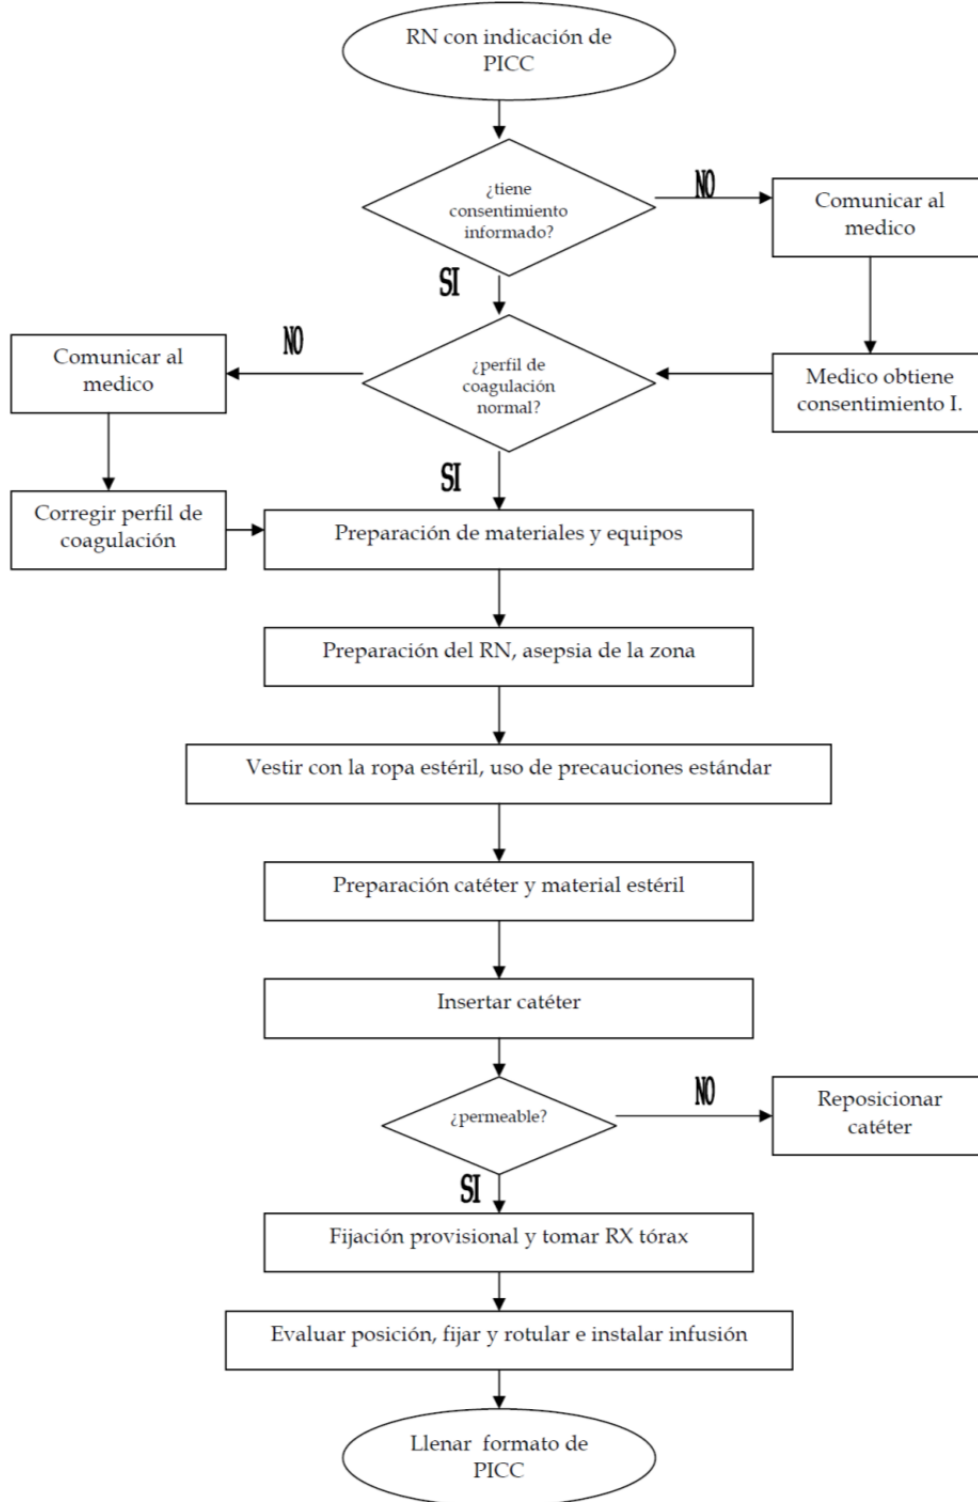 RN con indicación de
PICC
¿tiene
consentimiento
informado?
NO
Comunicar al
medico
SI
Medico obtiene
consentimiento I.
¿perfil de
coagulación
normal?
NO
Comunicar al
medico
Corregir perfil de
coagulación
SI
Preparación de materiales y equipos
Preparación del RN, asepsia de la zona
Vestir con la ropa estéril, uso de precauciones estándar
Preparación catéter y material estéril
Insertar catéter
¿permeable?
NO
Reposicionar
catéter
SI
Fijación provisional y tomar RX tórax
Evaluar posición, fijar y rotular e instalar infusión
Llenar formato de
PICC